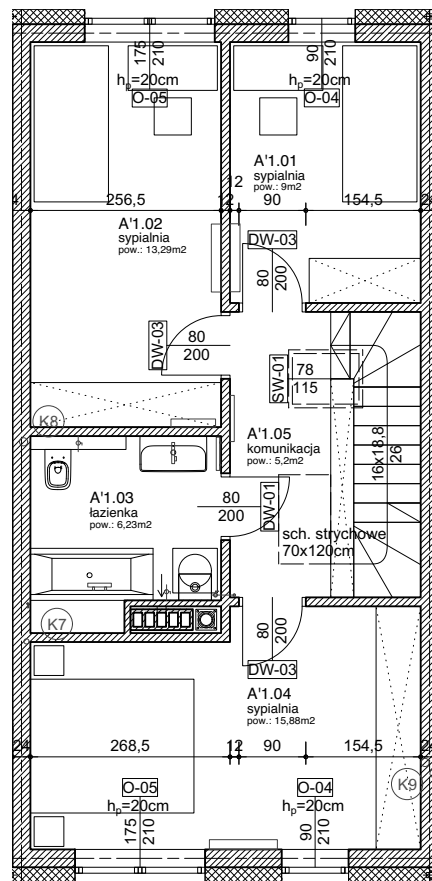 175
210
h_p=20cm
O-05
90
210
h_p=20cm
O-04
A'1.01
sypialnia
pow.: 9m2
12
256,5
12
90
154,5
A'1.02
sypialnia
pow.: 13,29m2
DW-03
80
200
DW-03
80
200
SW-01
78
115
16x18,8
26
K8
A'1.05
komunikacja
pow.: 5,2m2
A'1.03
łazienka
pow.: 6,23m2
80
200
DW-01
sch. strychowe
70x120cm
K7
80
200
DW-03
A'1.04
sypialnia
pow.: 15,88m2
24
268,5
12
90
154,5
O-05
h_p=20cm
O-04
h_p=20cm
K9
175
210
90
210